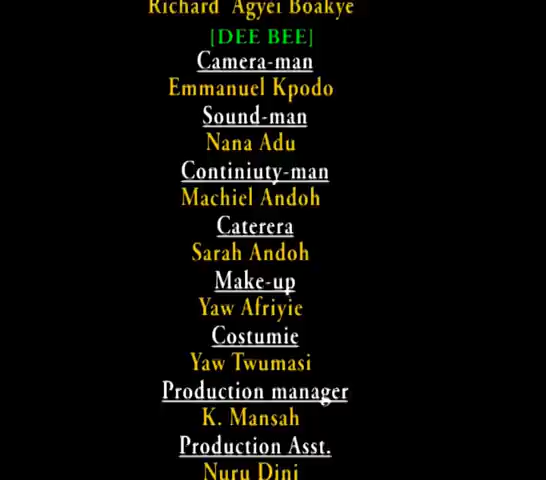 Richard Agyei Boakye
[DEE BEE]
Camera-man
Emmanuel Kpodo
Sound-man
Nana Adu
Continiuty-man
Machiel Andoh
Caterera
Sarah Andoh
Make-up
Yaw Afriyie
Costumie
Yaw Twumasi
Production manager
K. Mansah
Production Asst.
Nuru Dini